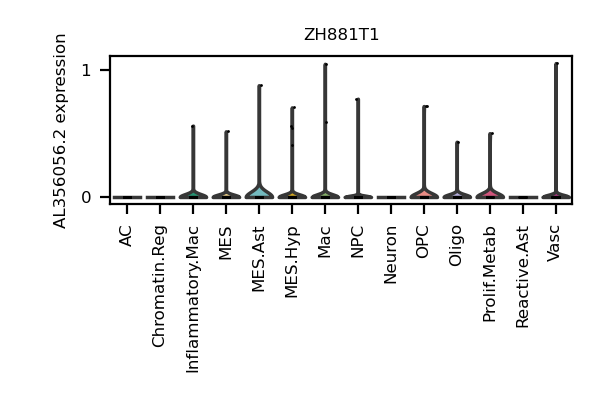 ZH881T1
AL356056.2 expression
1
0
AC
Chromatin.Reg
Inflammatory.Mac
MES
MES.Ast
MES.Hyp
Mac
NPC
Neuron
OPC
Oligo
Prolif.Metab
Reactive.Ast
Vasc